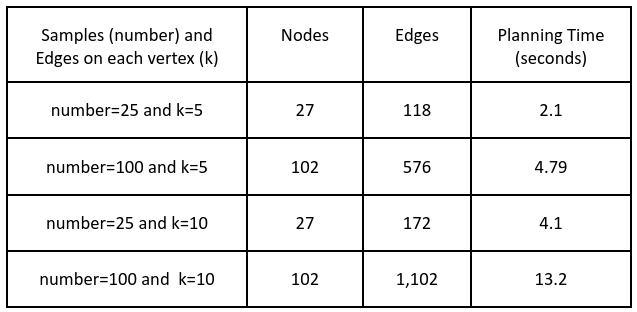 Samples (number) and
Edges on each vertex (k)
Nodes
Edges
Planning Time
(seconds)
number=25 and k=5
27
118
2.1
number=100 and k=5
102
576
4.79
number=25 and k=10
27
172
4.1
number=100 and  k=10
102
1,102
13.2